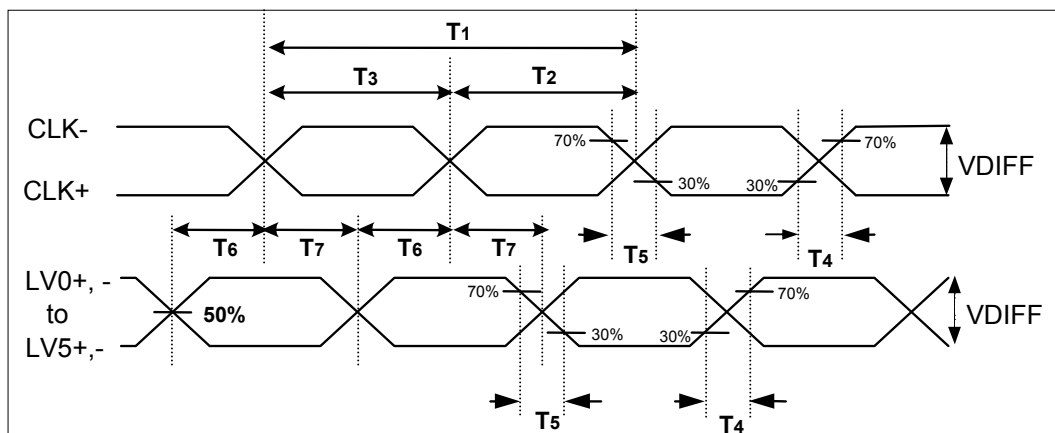 T1
T3 T2
CLK-
70% 70%
VDIFF
CLK+
30% 30%
T6 T7 T6 T7
T5 T4
LV0+, -
70% 70%
to
50%
VDIFF
30% 30%
LV5+,-
T5 T4